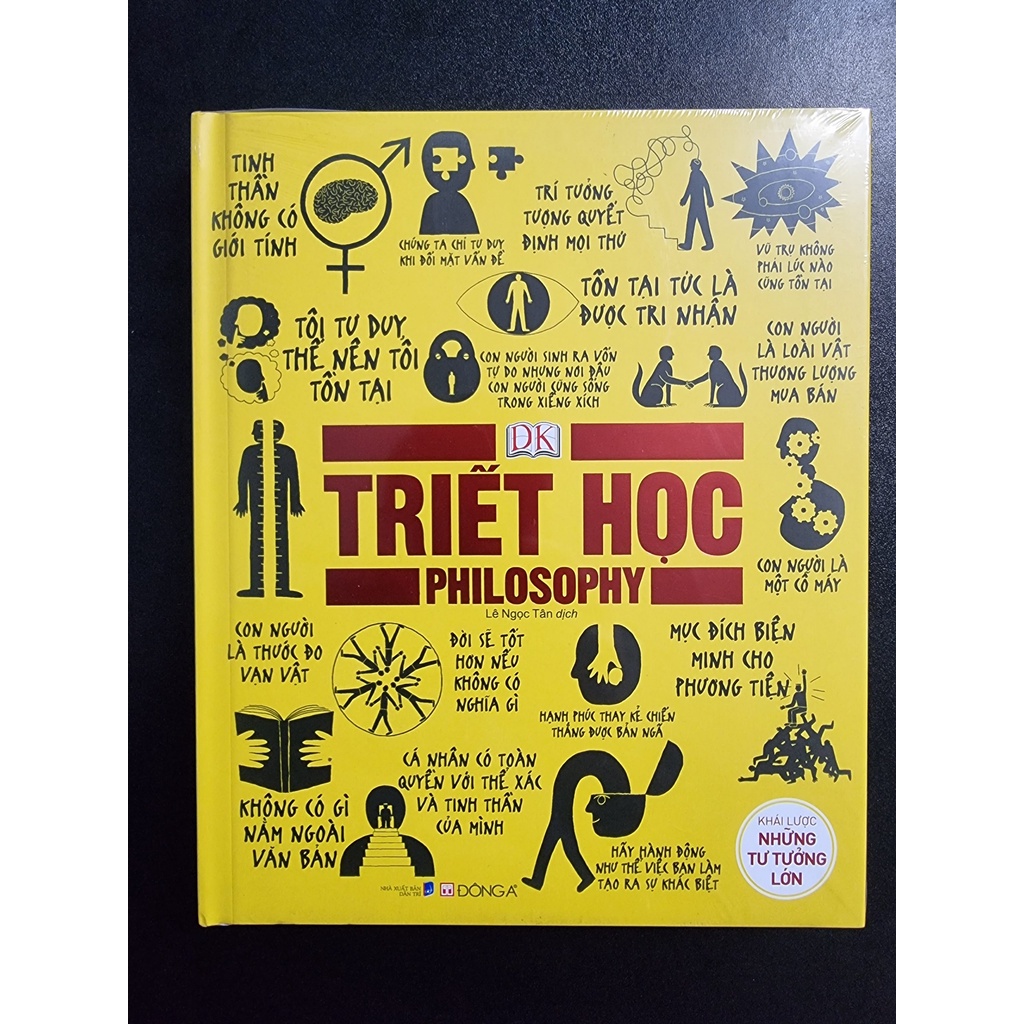 TINH
THẦN
KHÔNG CÓ
GIỚI TÍNH
CHÚNG TA CHỈ TƯ DUY
KHI ĐỐI MẶT VẤN ĐỀ
TRÍ TƯỞNG
TƯỢNG QUYẾT
ĐỊNH MỌI THỨ
VŨ TRỤ KHÔNG
PHẢI LÚC NÀO
CŨNG TỒN TẠI
TÔI TƯ DUY,
THẾ NÊN TÔI
TỒN TẠI
TỒN TẠI TỨC LÀ
ĐƯỢC TRI NHẬN
CON NGƯỜI SINH RA VỐN
TỰ DO NHƯNG NƠI ĐÂU
CON NGƯỜI CŨNG SỐNG
TRONG XIỀNG XÍCH
CON NGƯỜI
LÀ LOÀI VẬT
THƯƠNG LƯỢNG
MUA BÁN
DK
TRIẾT HỌC
PHILOSOPHY
Lê Ngọc Tân dịch
CON NGƯỜI LÀ
MỘT CỖ MÁY
CON NGƯỜI
LÀ THƯỚC ĐO
VẠN VẬT
ĐỜI SẼ TỐT
HƠN NẾU
KHÔNG CÓ
NGHĨA GÌ
MỤC ĐÍCH BIỆN
MINH CHO
PHƯƠNG TIỆN
HẠNH PHÚC THAY KẺ CHIẾN
THẮNG ĐƯỢC BẢN NGÃ
KHÔNG CÓ GÌ
NẰM NGOÀI
VĂN BẢN
CÁ NHÂN CÓ TOÀN
QUYỀN VỚI THỂ XÁC
VÀ TINH THẦN
CỦA MÌNH
HÃY HÀNH ĐỘNG
NHƯ THỂ VIỆC BẠN LÀM
TẠO RA SỰ KHÁC BIỆT
KHÁI LƯỢC
NHỮNG
TƯ TƯỞNG
LỚN
NHÀ XUẤT BẢN
DÂN TRÍ
ĐÔNG A